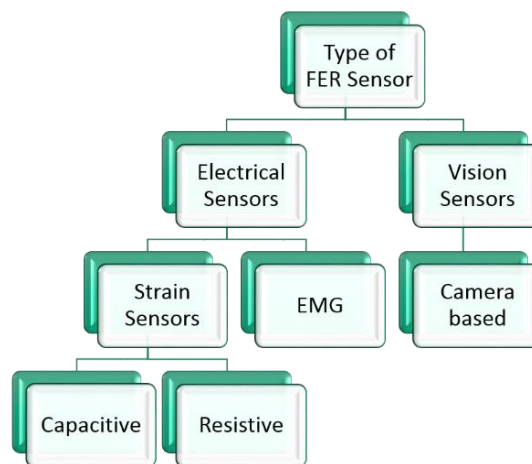 Type of
FER Sensor
Electrical
Sensors
Vision
Sensors
Strain
Sensors
EMG
Camera
based
Capacitive
Resistive